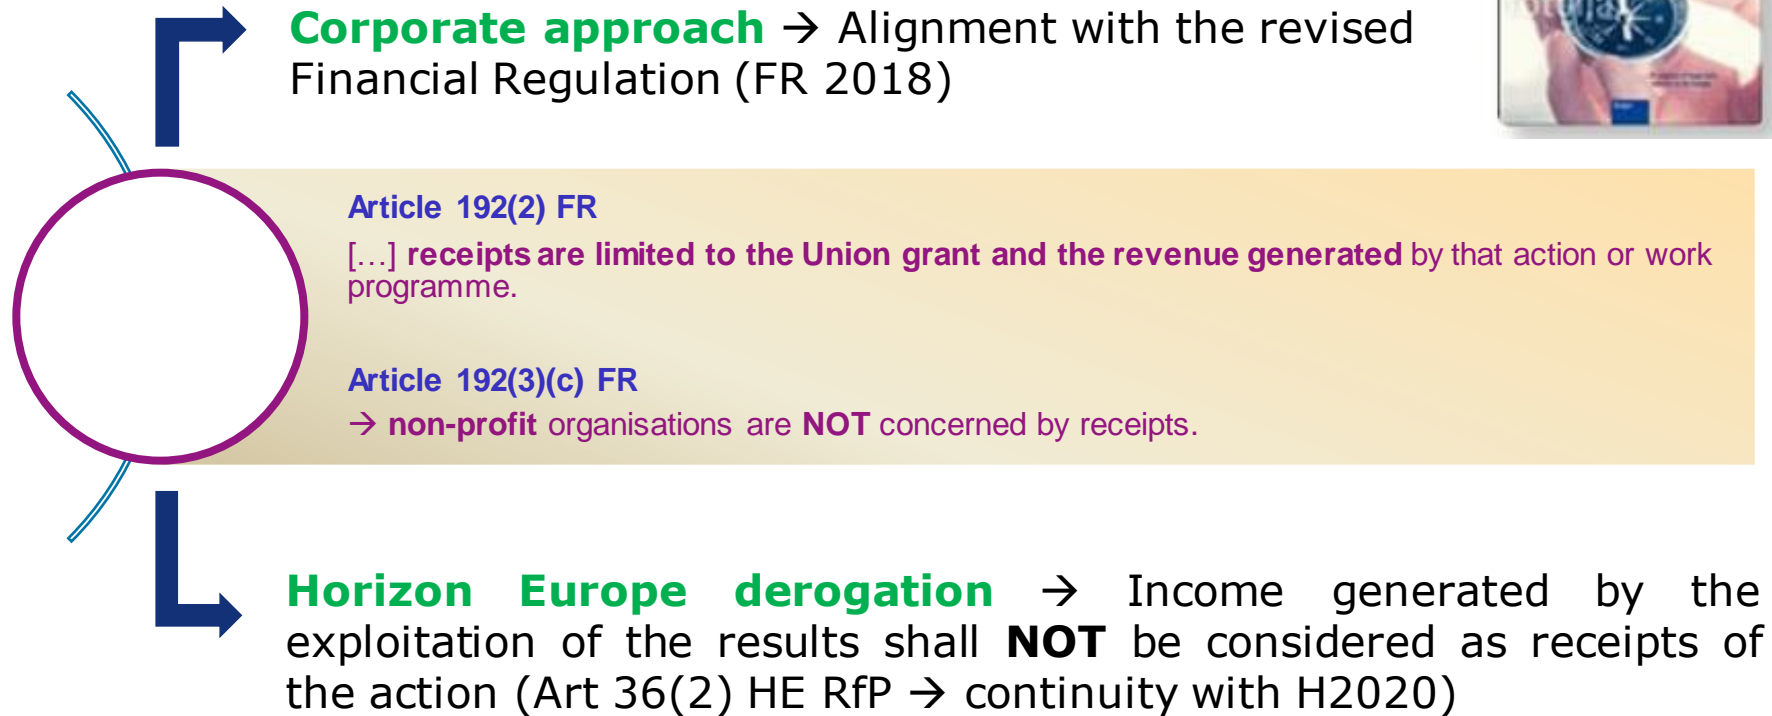 Corporate approach → Alignment with the revised
Financial Regulation (FR 2018)
Article 192(2) FR
[…] receipts are limited to the Union grant and the revenue generated by that action or work
programme.
Article 192(3)(c) FR
→ non-profit organisations are NOT concerned by receipts.
Horizon Europe derogation → Income generated by the
exploitation of the results shall NOT be considered as receipts of
the action (Art 36(2) HE RfP → continuity with H2020)